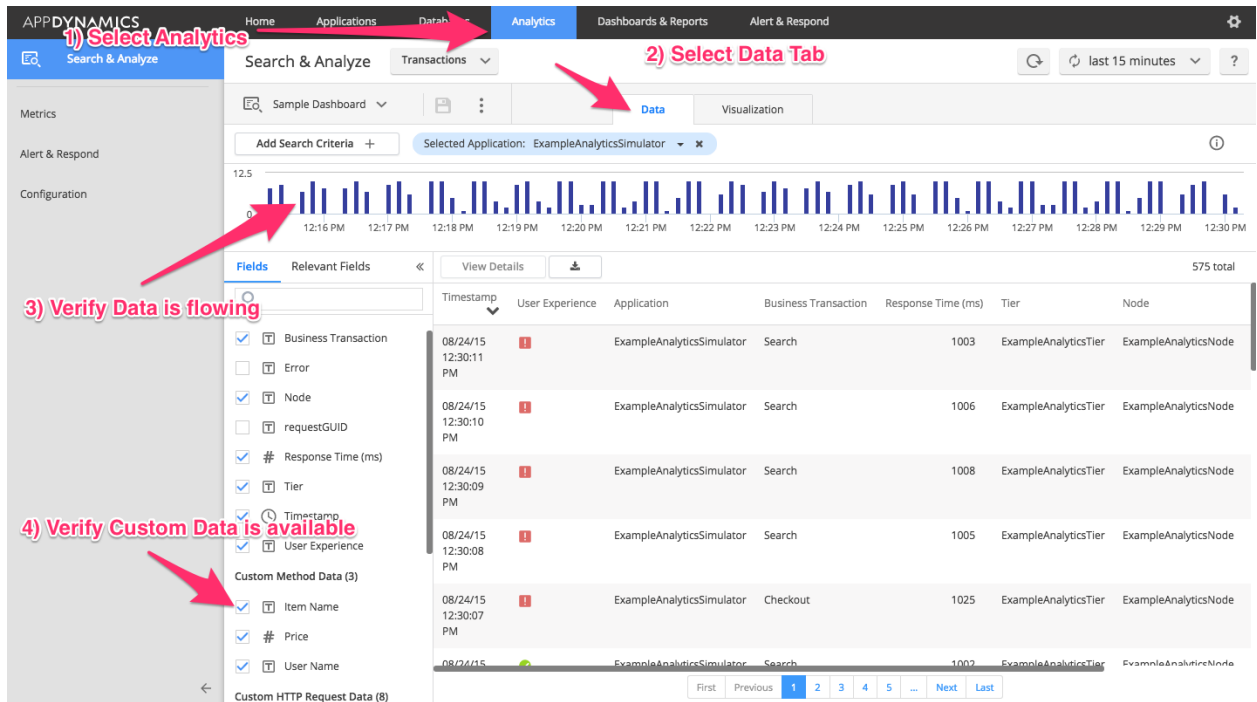 APPDYNAMICS
Home Applications Databases Analytics Dashboards & Reports Alert & Respond
1) Select Analytics
Search & Analyze
Metrics
Alert & Respond
Configuration
Search & Analyze Transactions
2) Select Data Tab
last 15 minutes ?
Sample Dashboard
Data Visualization
Add Search Criteria +
Selected Application: ExampleAnalyticsSimulator
12.5
0
12:16 PM 12:17 PM 12:18 PM 12:19 PM 12:20 PM 12:21 PM 12:22 PM 12:23 PM 12:24 PM 12:25 PM 12:26 PM 12:27 PM 12:28 PM 12:29 PM 12:30 PM
3) Verify Data is flowing
Fields Relevant Fields «
Business Transaction
Error
Node
requestGUID
# Response Time (ms)
Tier
Timestamp
4) Verify Custom Data is available
User Experience
Custom Method Data (3)
Item Name
# Price
User Name
Custom HTTP Request Data (8)
View Details
575 total
Timestamp User Experience Application Business Transaction Response Time (ms) Tier Node
08/24/15 ExampleAnalyticsSimulator Search 1003 ExampleAnalyticsTier ExampleAnalyticsNode
12:30:11
PM
08/24/15 ExampleAnalyticsSimulator Search 1006 ExampleAnalyticsTier ExampleAnalyticsNode
12:30:10
PM
08/24/15 ExampleAnalyticsSimulator Search 1008 ExampleAnalyticsTier ExampleAnalyticsNode
12:30:09
PM
08/24/15 ExampleAnalyticsSimulator Search 1005 ExampleAnalyticsTier ExampleAnalyticsNode
12:30:08
PM
08/24/15 ExampleAnalyticsSimulator Checkout 1025 ExampleAnalyticsTier ExampleAnalyticsNode
12:30:07
PM
08/24/15 ExampleAnalyticsSimulator Search 1002 ExampleAnalyticsTier ExampleAnalyticsNode
First Previous 1 2 3 4 5 ... Next Last